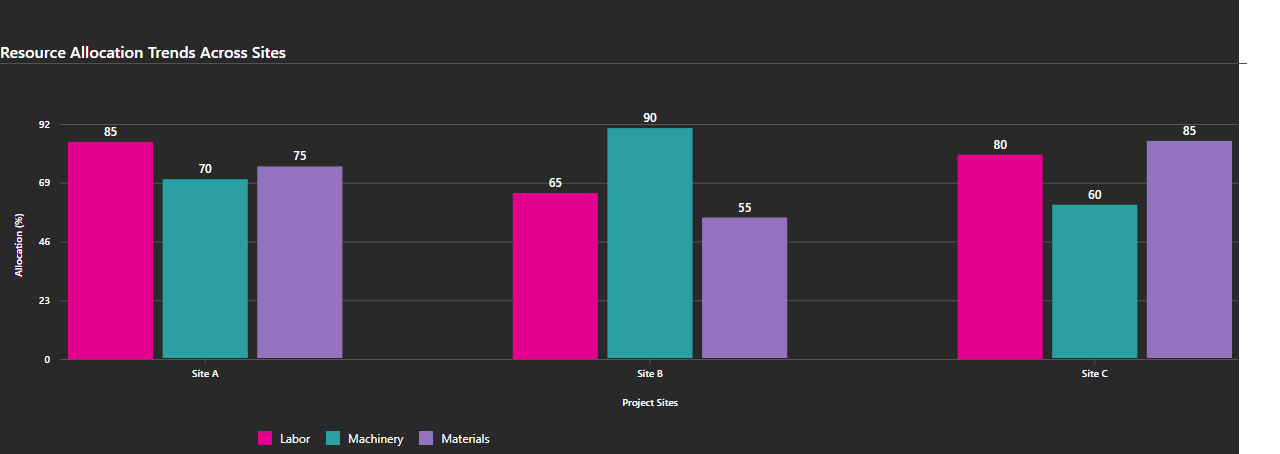 Resource Allocation Trends Across Sites
92
69
46
23
0
Allocation (%)
85
70
75
65
90
55
80
60
85
Site A
Site B
Site C
Project Sites
Labor
Machinery
Materials